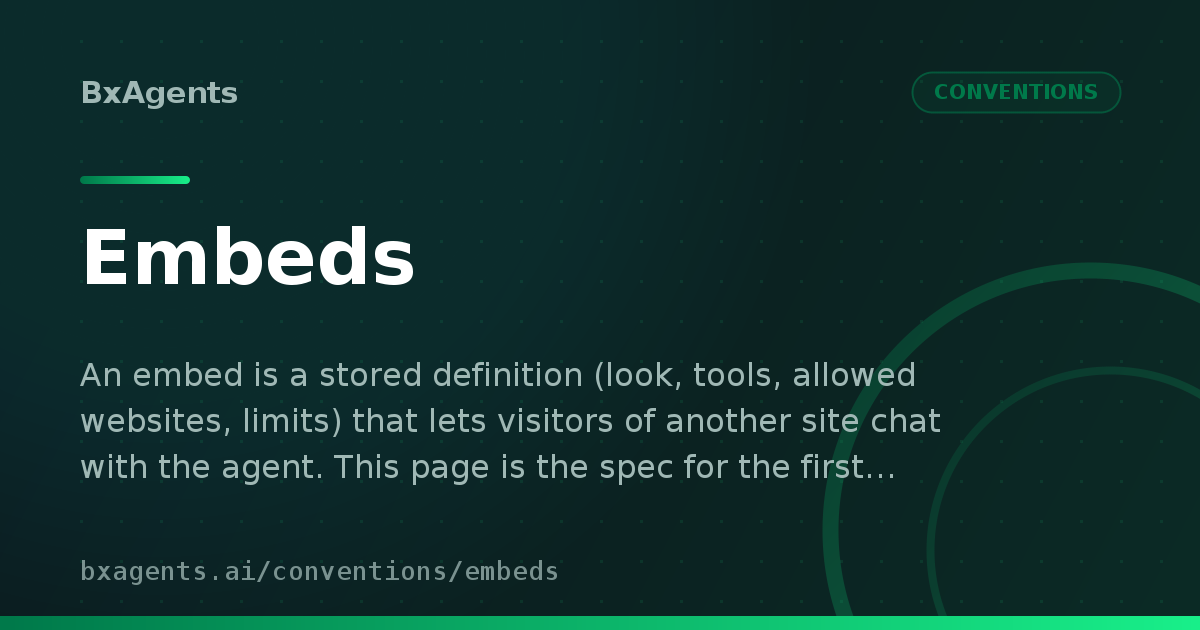 BxAgents
CONVENTIONS
Embeds
An embed is a stored definition (look, tools, allowed
websites, limits) that lets visitors of another site chat
with the agent. This page is the spec for the first...
bxagents.ai/conventions/embeds